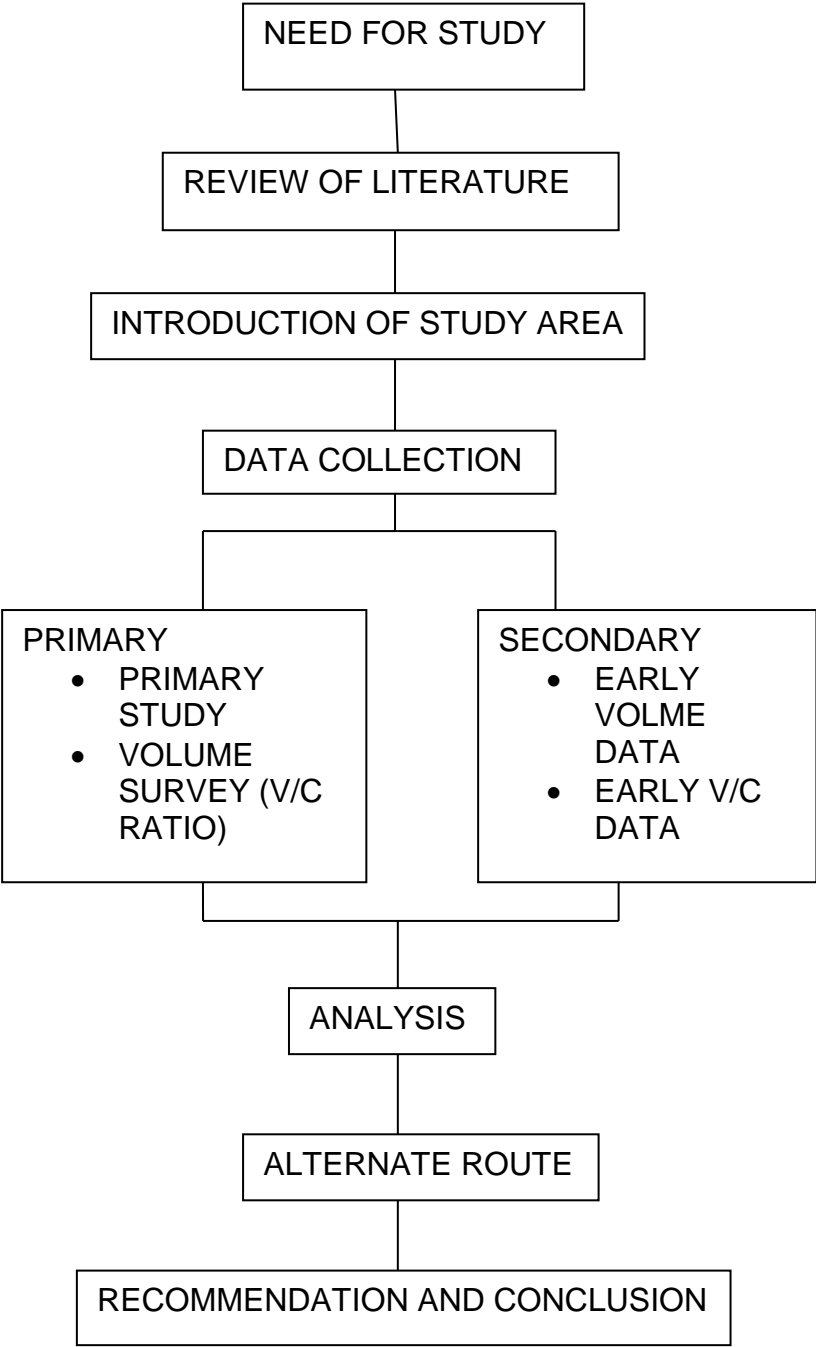 NEED FOR STUDY
REVIEW OF LITERATURE
INTRODUCTION OF STUDY AREA
DATA COLLECTION
PRIMARY
• PRIMARY
STUDY
• VOLUME
SURVEY (V/C
RATIO)
SECONDARY
• EARLY
VOLME
DATA
• EARLY V/C
DATA
ANALYSIS
ALTERNATE ROUTE
RECOMMENDATION AND CONCLUSION